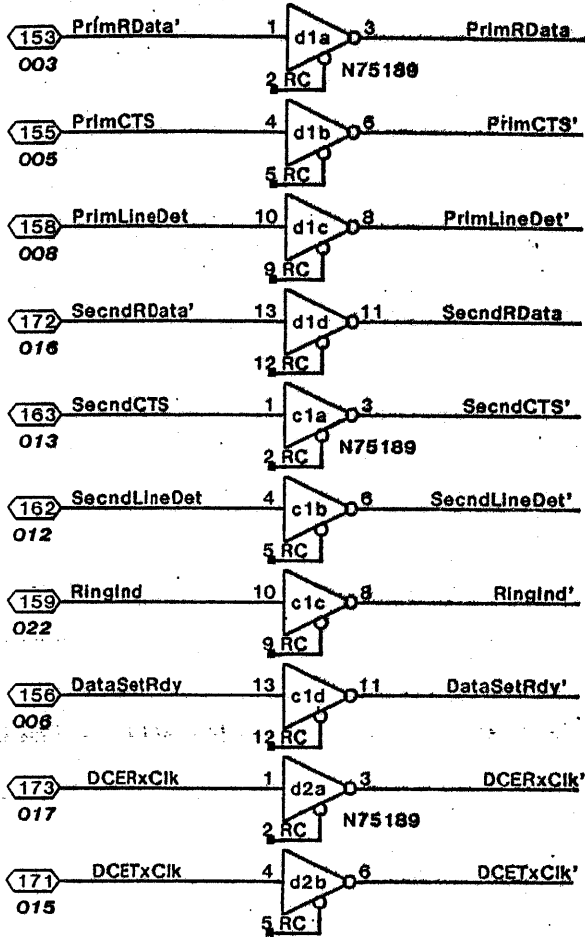 153 PrimRData' 1 d1a 3 PrimRData
003 2 RC N75189
155 PrimCTS 4 d1b 6 PrimCTS'
005 5 RC
158 PrimLineDet 10 d1c 8 PrimLineDet'
008 9 RC
172 SecndRData' 13 d1d 11 SecndRData
016 12 RC
163 SecndCTS 1 c1a 3 SecndCTS'
013 2 RC N75189
162 SecndLineDet 4 c1b 6 SecndLineDet'
012 5 RC
159 RingInd 10 c1c 8 RingInd'
022 9 RC
156 DataSetRdy 13 c1d 11 DataSetRdy'
006 12 RC
173 DCERxClk 1 d2a 3 DCERxClk'
017 2 RC N75189
171 DCETxClk 4 d2b 6 DCETxClk'
015 5 RC